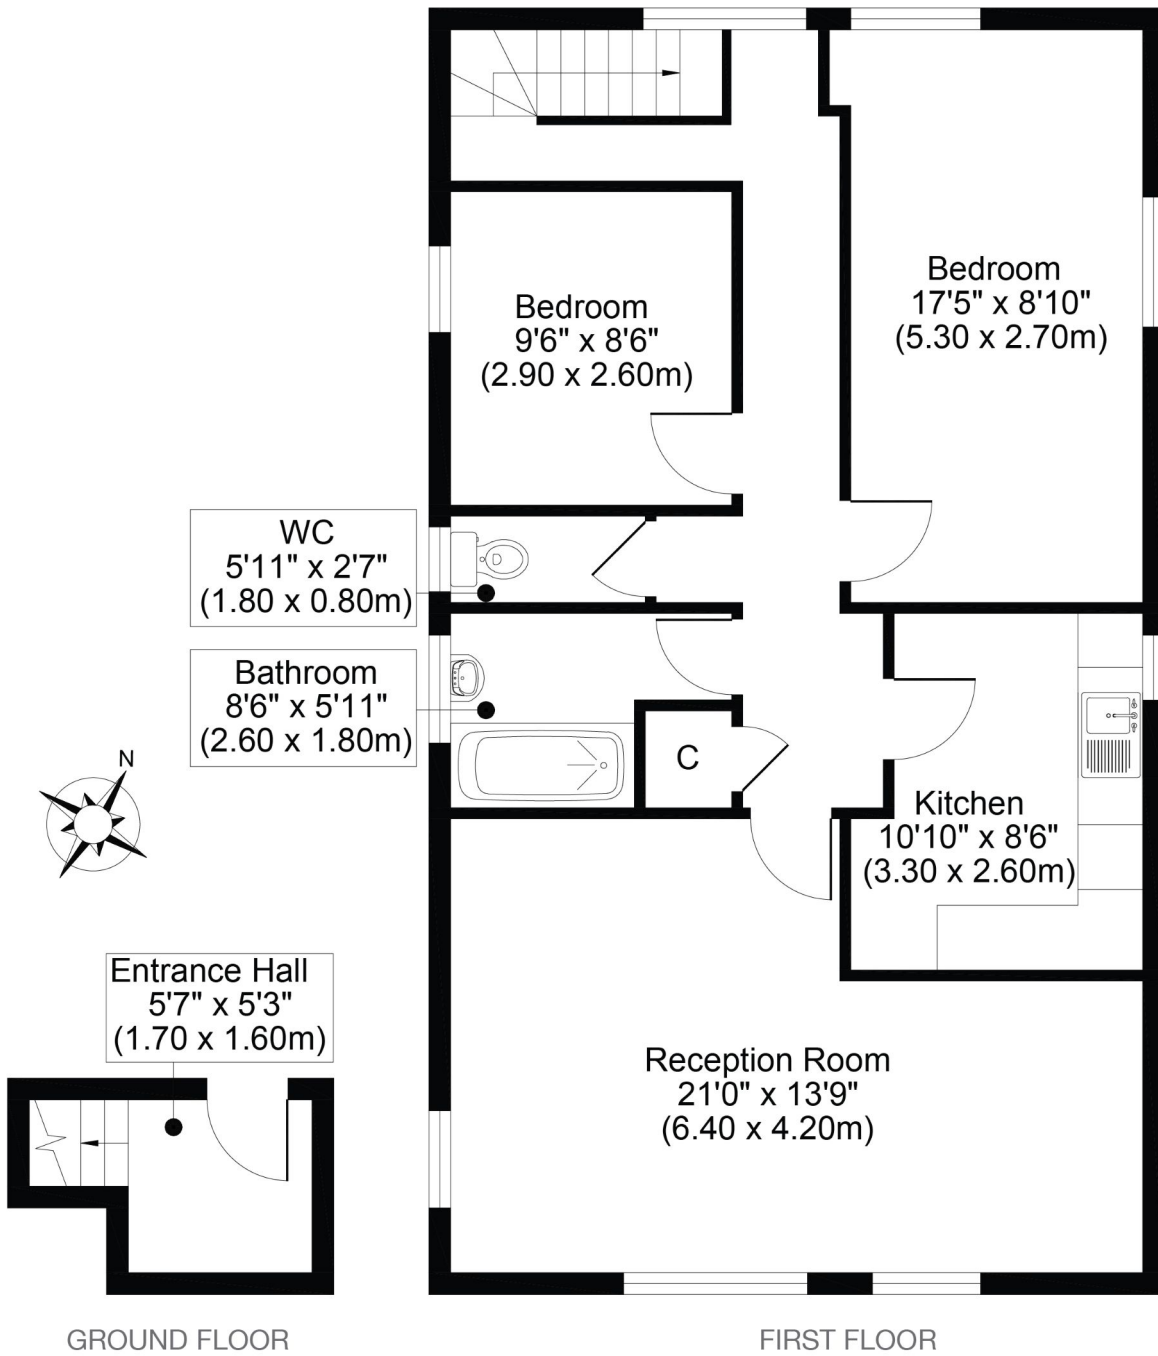 Bedroom
17'5" x 8'10"
(5.30 x 2.70m)
Bedroom
9'6" x 8'6"
(2.90 x 2.60m)
WC
5'11" x 2'7"
(1.80 x 0.80m)
Bathroom
8'6" x 5'11"
(2.60 x 1.80m)
C
N
Kitchen
10'10" x 8'6"
(3.30 x 2.60m)
Entrance Hall
5'7" x 5'3"
(1.70 x 1.60m)
Reception Room
21'0" x 13'9"
(6.40 x 4.20m)
GROUND FLOOR
FIRST FLOOR